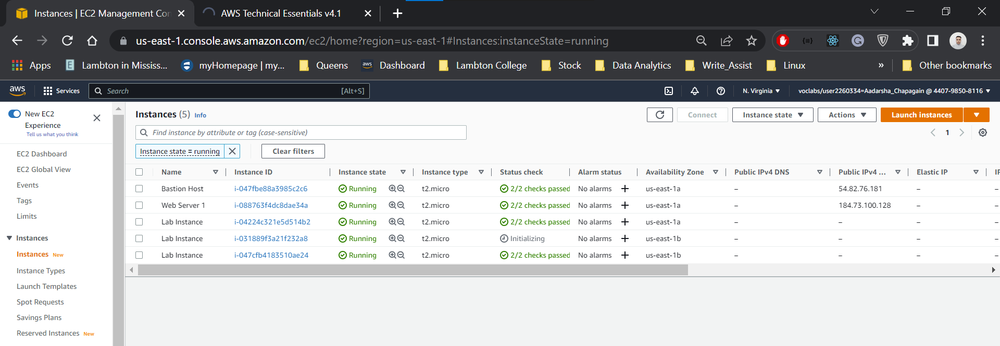 Instances | EC2 Management Con
AWS Technical Essentials v4.1
us-east-1.console.aws.amazon.com/ec2/home?region=us-east-1#Instances:instanceState=running
Apps
Lambton in Mississ...
myHomepage | my...
Queens
aws
Dashboard
Lambton College
Stock
Data Analytics
Write_Assist
Linux
»
Other bookmarks
aws
Services
Search
[Alt+S]
N. Virginia
voclabs/user2260334=Aadarsha_Chapagain @ 4407-9850-8116
New EC2
Experience
Tell us what you think
EC2 Dashboard
EC2 Global View
Events
Tags
Limits
Instances
Instances New
Instance Types
Launch Templates
Spot Requests
Savings Plans
Reserved Instances New
Instances (5) Info
Connect
Instance state
Actions
Launch instances
Find instance by attribute or tag (case-sensitive)
1
Instance state = running
Clear filters
Name Instance ID Instance state Instance type Status check Alarm status Availability Zone Public IPv4 DNS Public IPv4 ... Elastic IP
Bastion Host i-047fbe88a3985c2c6 Running t2.micro 2/2 checks passed No alarms + us-east-1a – 54.82.76.181 – –
Web Server 1 i-088763f4dc8dae34a Running t2.micro 2/2 checks passed No alarms + us-east-1a – 184.73.100.128 – –
Lab Instance i-04224c321e5d514b2 Running t2.micro 2/2 checks passed No alarms + us-east-1a – – – –
Lab Instance i-031889f3a21f232a8 Running t2.micro Initializing No alarms + us-east-1b – – – –
Lab Instance i-047cfb4183510ae24 Running t2.micro 2/2 checks passed No alarms + us-east-1b – – – –